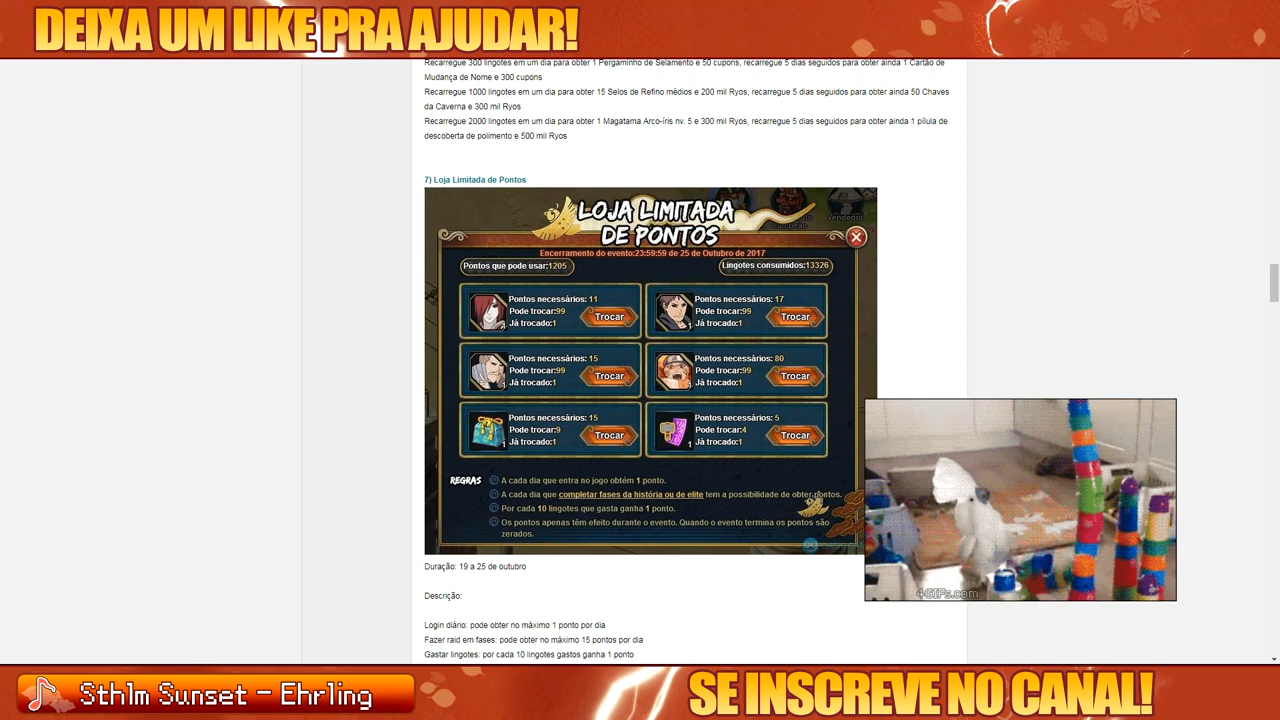 DEIXA UM LIKE PRA AJUDAR!
Recarregue 300 lingotes em um dia para obter 1 Pergaminho de Selamento e 50 cupons, recarregue 5 dias seguidos para obter ainda 1 Cartão de
Mudança de Nome e 300 cupons
Recarregue 1000 lingotes em um dia para obter 15 Selos de Refino médios e 200 mil Ryos, recarregue 5 dias seguidos para obter ainda 50 Chaves
da Caverna e 300 mil Ryos
Recarregue 2000 lingotes em um dia para obter 1 Magatama Arco-íris nv. 5 e 300 mil Ryos, recarregue 5 dias seguidos para obter ainda 1 pílula de
descoberta de polimento e 500 mil Ryos
7) Loja Limitada de Pontos
LOJA LIMITADA
DE PONTOS
Vendedor
Encerramento do evento:23:59:59 de 25 de Outubro de 2017
Pontos que pode usar:1205
Lingotes consumidos:13326
Pontos necessários: 11
Pode trocar:99
Já trocado:1
Trocar
1
Pontos necessários: 17
Pode trocar:99
Já trocado:1
Trocar
1
Pontos necessários: 15
Pode trocar:99
Já trocado:1
Trocar
1
Pontos necessários: 80
Pode trocar:99
Já trocado:1
Trocar
1
Pontos necessários: 15
Pode trocar:9
Já trocado:1
Trocar
1
Pontos necessários: 5
Pode trocar:4
Já trocado:1
Trocar
1
REGRAS
A cada dia que entra no jogo obtém 1 ponto.
A cada dia que completar fases da história ou de elite tem a possibilidade de obter pontos.
Por cada 10 lingotes que gasta ganha 1 ponto.
Os pontos apenas têm efeito durante o evento. Quando o evento termina os pontos são
zerados.
4GIFs.com
Duração: 19 a 25 de outubro
Descrição:
Login diário: pode obter no máximo 1 ponto por dia
Fazer raid em fases: pode obter no máximo 15 pontos por dia
Gastar lingotes: por cada 10 lingotes gastos ganha 1 ponto
Sthlm Sunset - Ehrling
SE INSCREVE NO CANAL!